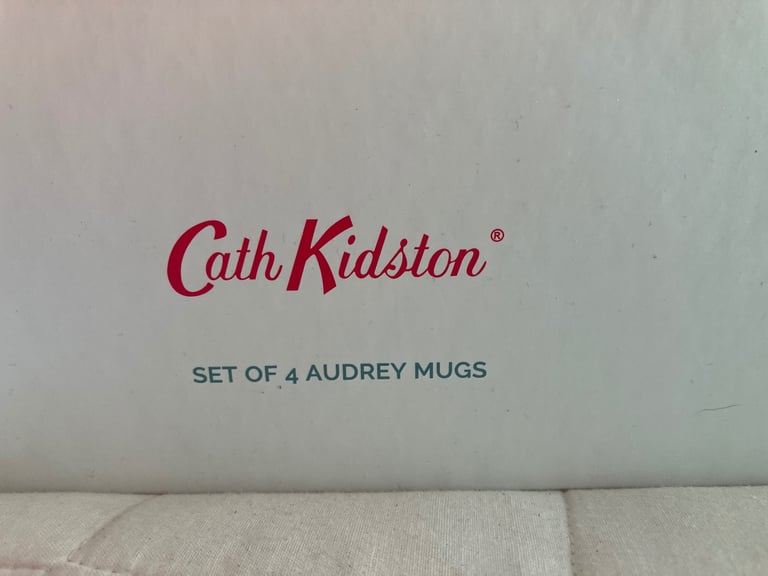 Cath Kidston®
SET OF 4 AUDREY MUGS